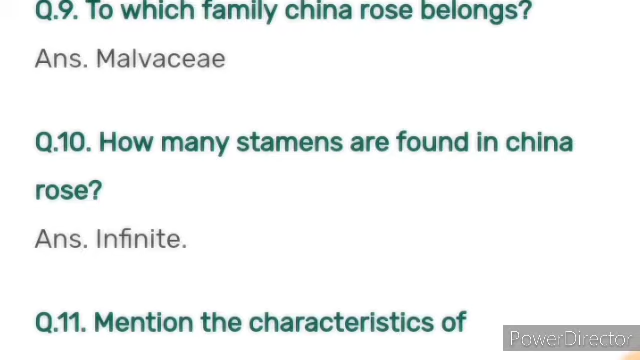 Q.9. To which family china rose belongs?
Ans. Malvaceae
Q.10. How many stamens are found in china
rose?
Ans. Infinite.
Q.11. Mention the characteristics of
PowerDirector